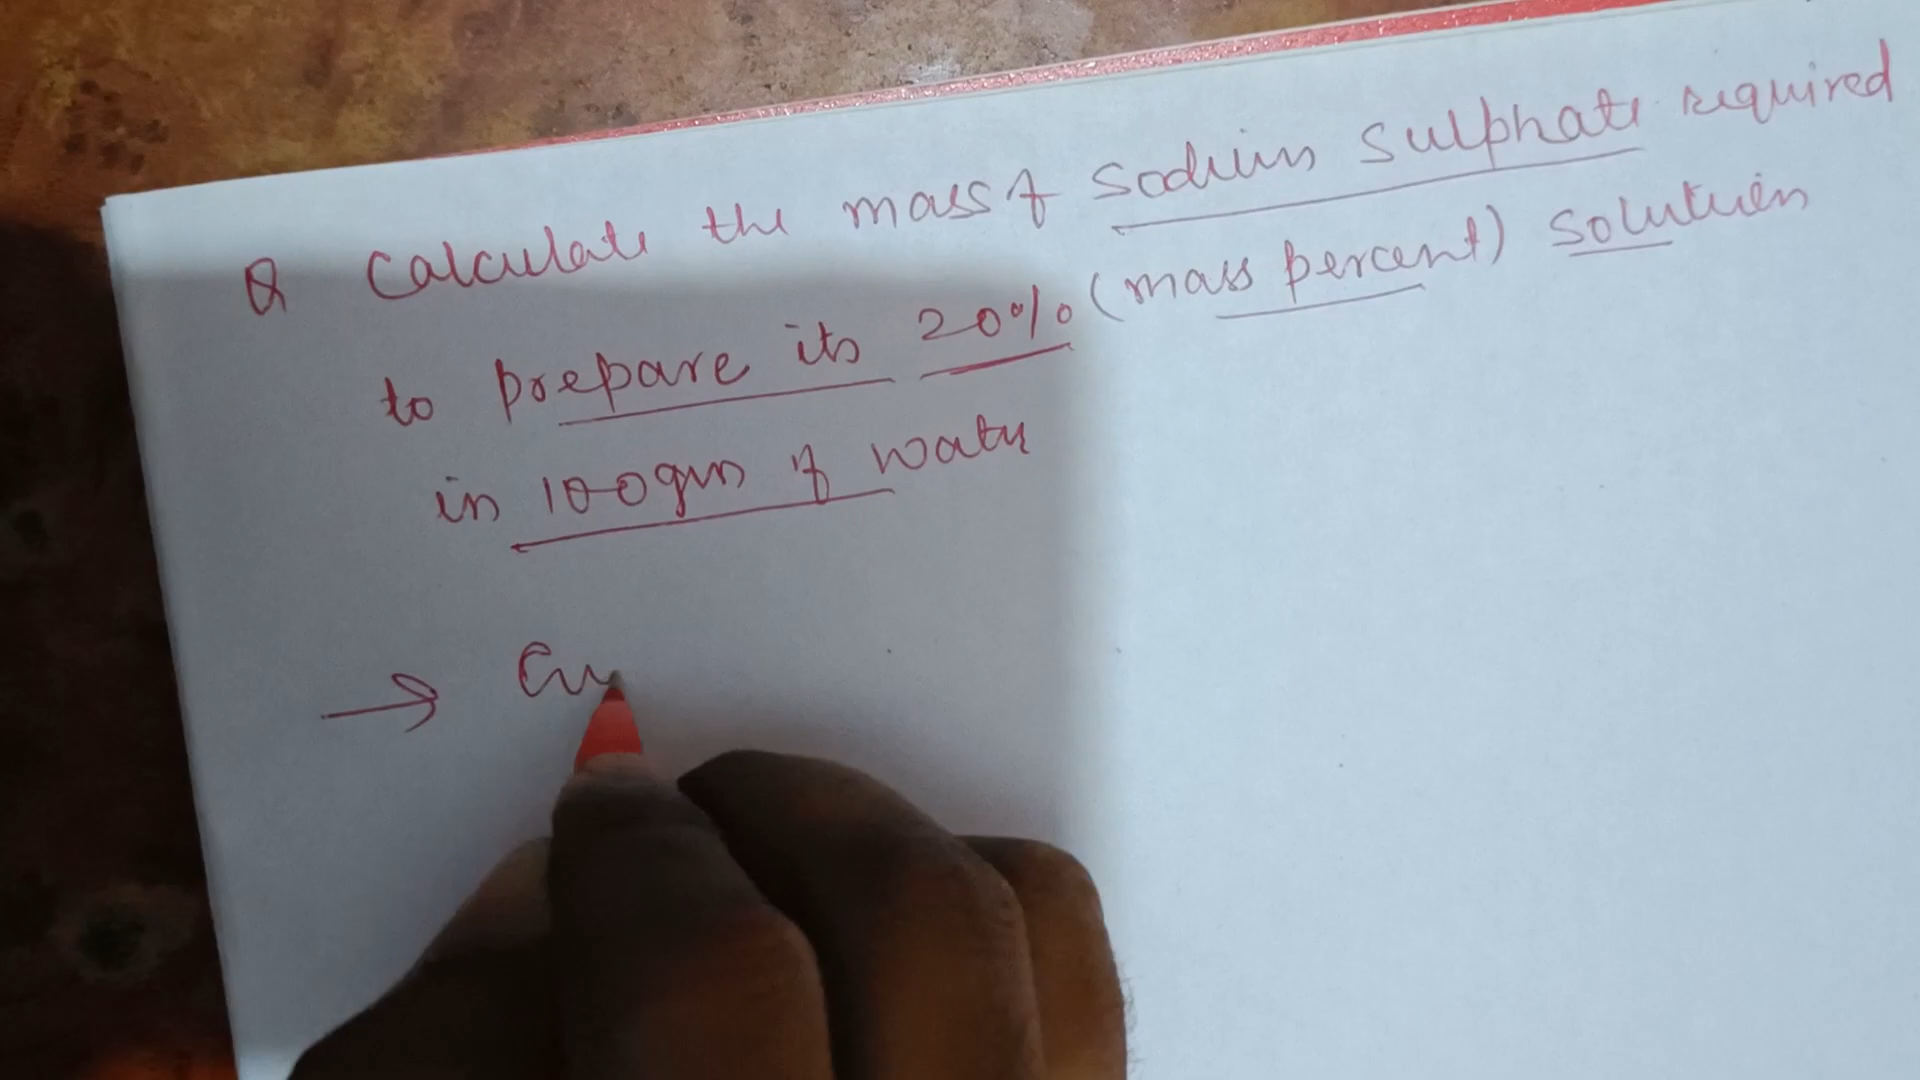 Q Calculate the mass of sodium sulphate required
to prepare its 20% (mass percent) solution
in 100gm of water
→